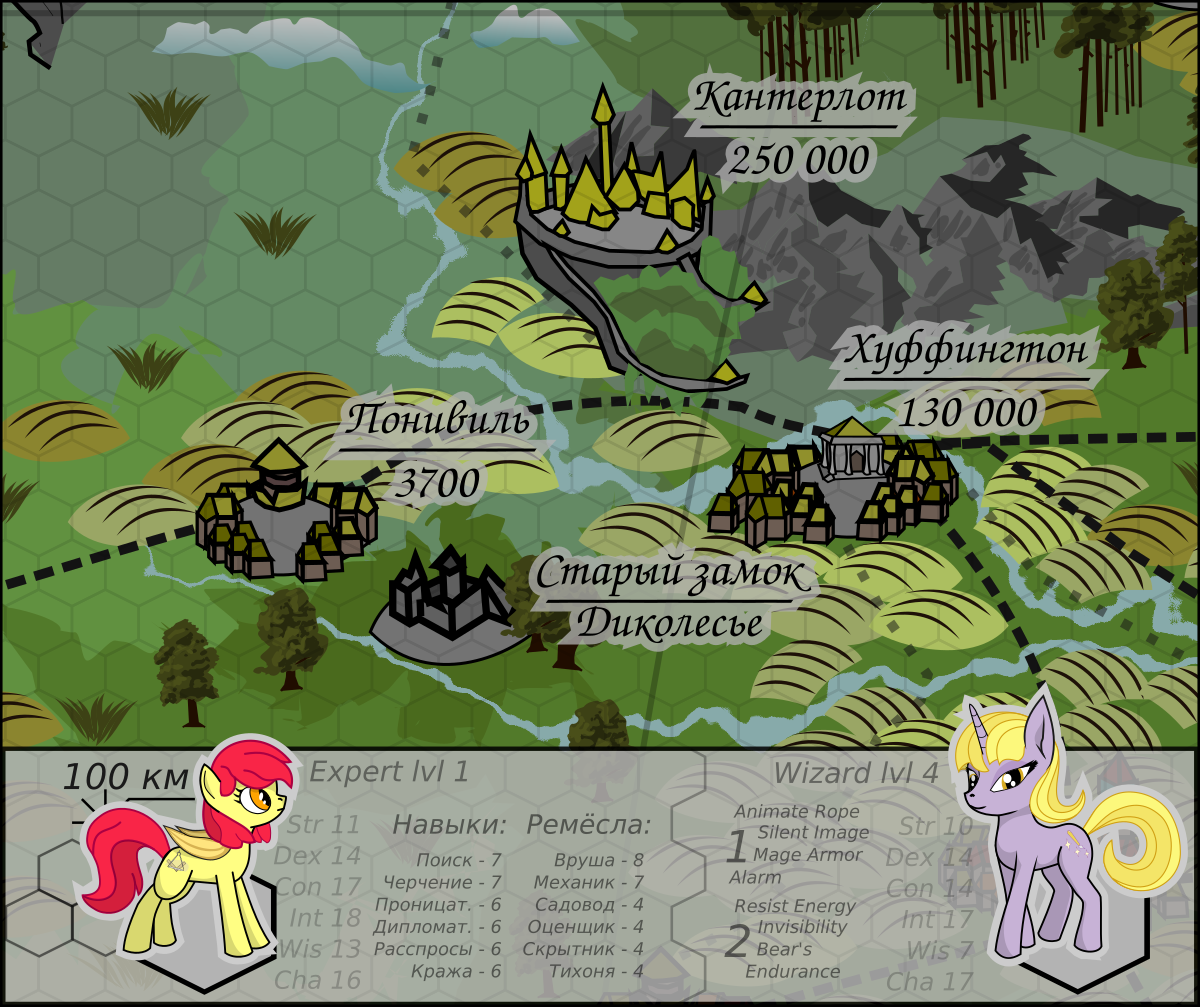 Кантерлот
250 000
Хуффингтон
130 000
Понивиль
3700
Старый замок
Диколесье
100 км
Expert lvl 1
Str 11
Dex 14
Con 17
Int 18
Wis 13
Cha 16
Навыки:
Поиск - 7
Черчение - 7
Проницат. - 6
Дипломат. - 6
Расспросы - 6
Кража - 6
Ремёсла:
Вруша - 8
Механик - 7
Садовод - 4
Оценщик - 4
Скрытник - 4
Тихоня - 4
Wizard lvl 4
1
Animate Rope
Silent Image
Mage Armor
Alarm
2
Resist Energy
Invisibility
Bear's
Endurance
Str 10
Dex 14
Con 14
Int 17
Wis 7
Cha 17